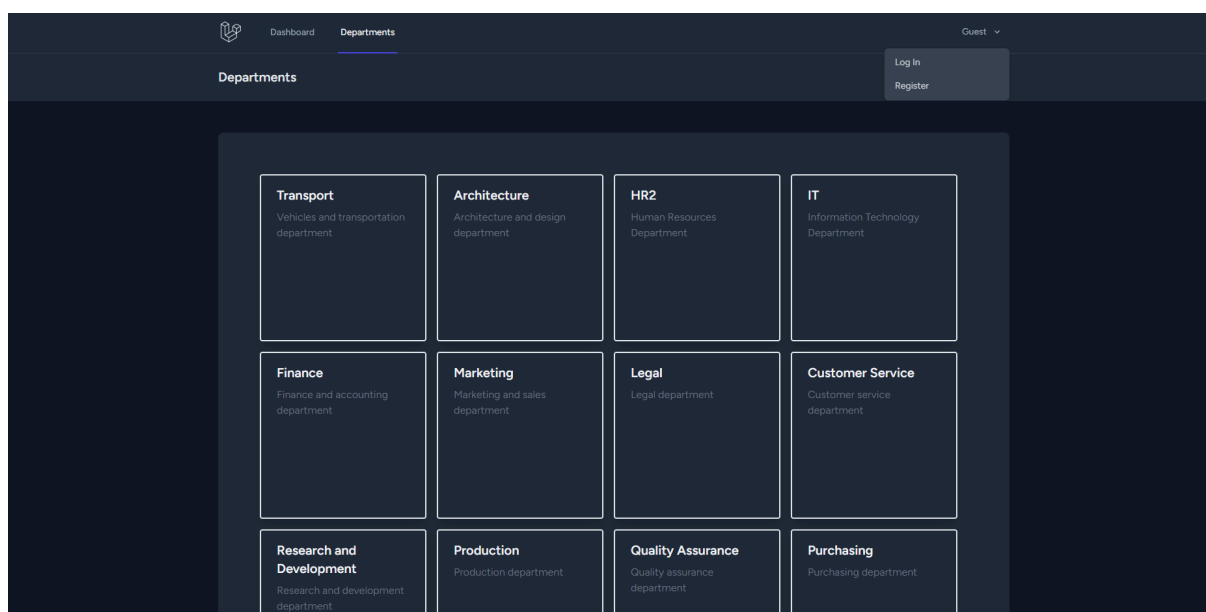 Dashboard
Departments
Guest
Log In
Register
Departments
Transport
Vehicles and transportation
department
Architecture
Architecture and design
department
HR2
Human Resources
Department
IT
Information Technology
Department
Finance
Finance and accounting
department
Marketing
Marketing and sales
department
Legal
Legal department
Customer Service
Customer service
department
Research and
Development
Research and development
department
Production
Production department
Quality Assurance
Quality assurance
department
Purchasing
Purchasing department